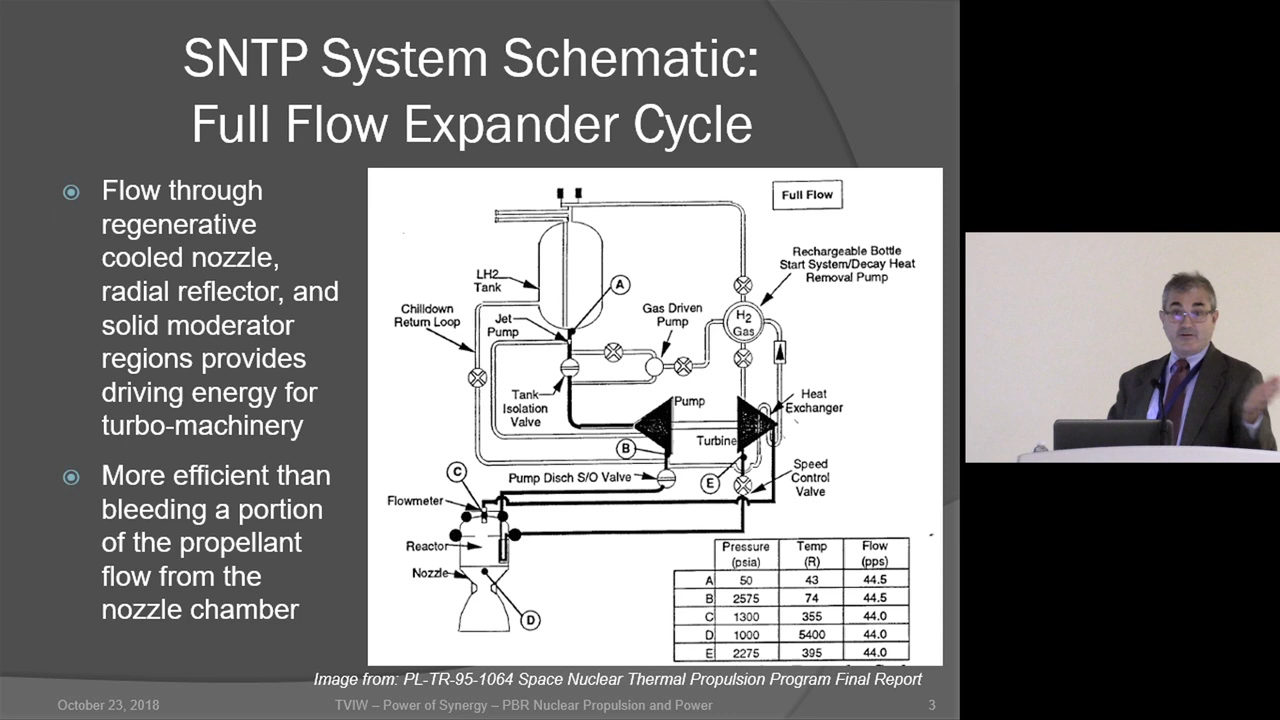 SNTP System Schematic:
Full Flow Expander Cycle
Flow through
regenerative
cooled nozzle,
radial reflector, and
solid moderator
regions provides
driving energy for
turbo-machinery
More efficient than
bleeding a portion
of the propellant
flow from the
nozzle chamber
Full Flow
Rechargeable Bottle
Start System/Decay Heat
Removal Pump
LH2
Tank
A
Chilldown
Return Loop
Jet
Pump
Gas Driven
Pump
H2
Gas
Tank
Isolation
Valve
Pump
Heat
Exchanger
Turbine
B
C
Pump Disch S/O Valve
E
Speed
Control
Valve
Flowmeter
Reactor
Nozzle
D
Pressure (psia) Temp (R) Flow (pps)
A 50 43 44.5
B 2575 74 44.5
C 1300 355 44.0
D 1000 5400 44.0
E 2275 395 44.0
Image from: PL-TR-95-1064 Space Nuclear Thermal Propulsion Program Final Report
October 23, 2018 TVIW – Power of Synergy – PBR Nuclear Propulsion and Power 3